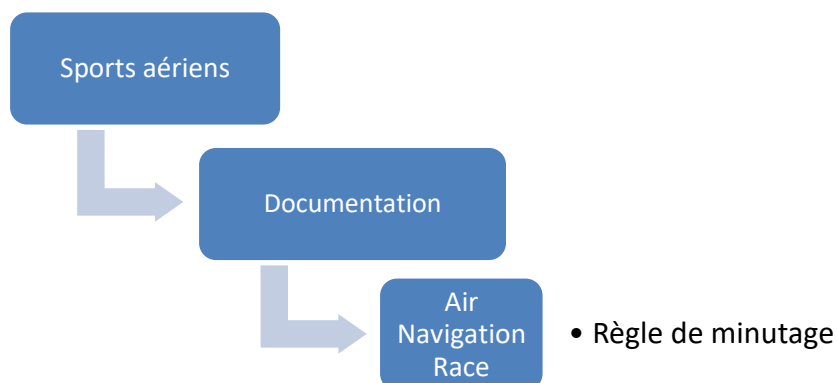 Sports aériens
Documentation
Air
Navigation
Race
• Règle de minutage